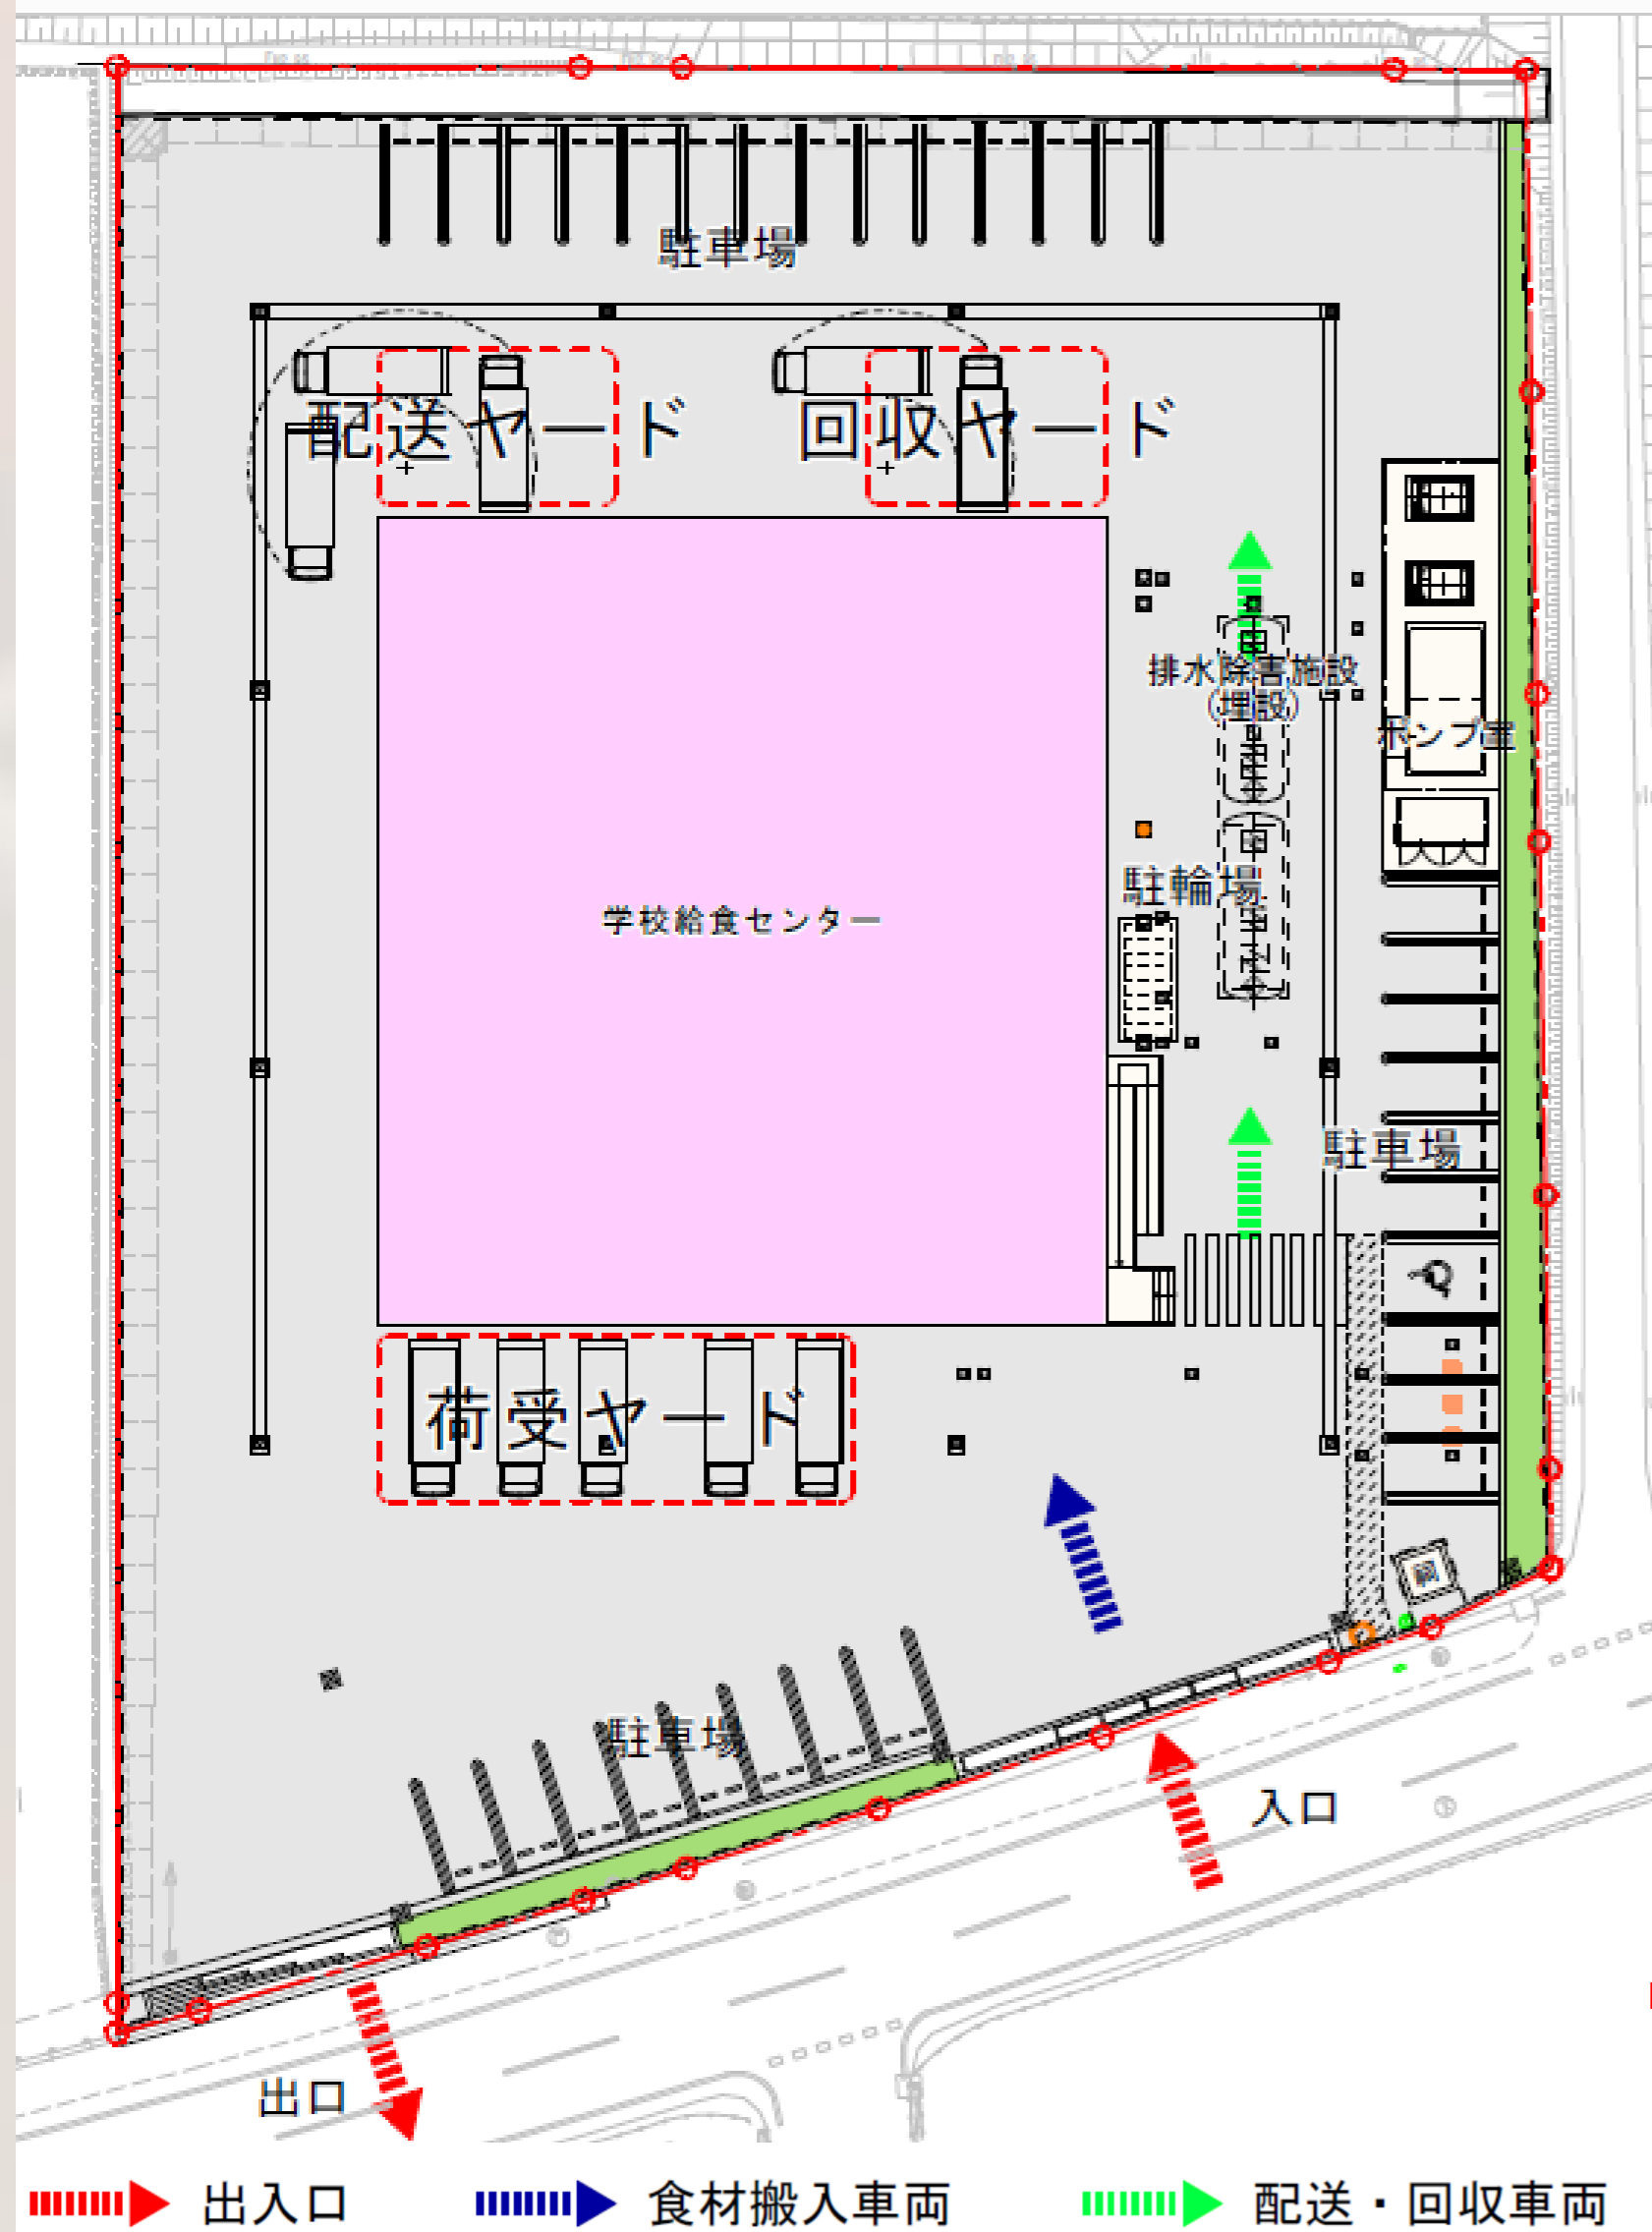 駐車場
配送ヤード
回収ヤード
排水除害施設
(埋設)
ポンプ室
駐輪場
学校給食センター
駐車場
荷受ヤード
祠
駐車場
入口
出口
出入口
食材搬入車両
配送・回収車両